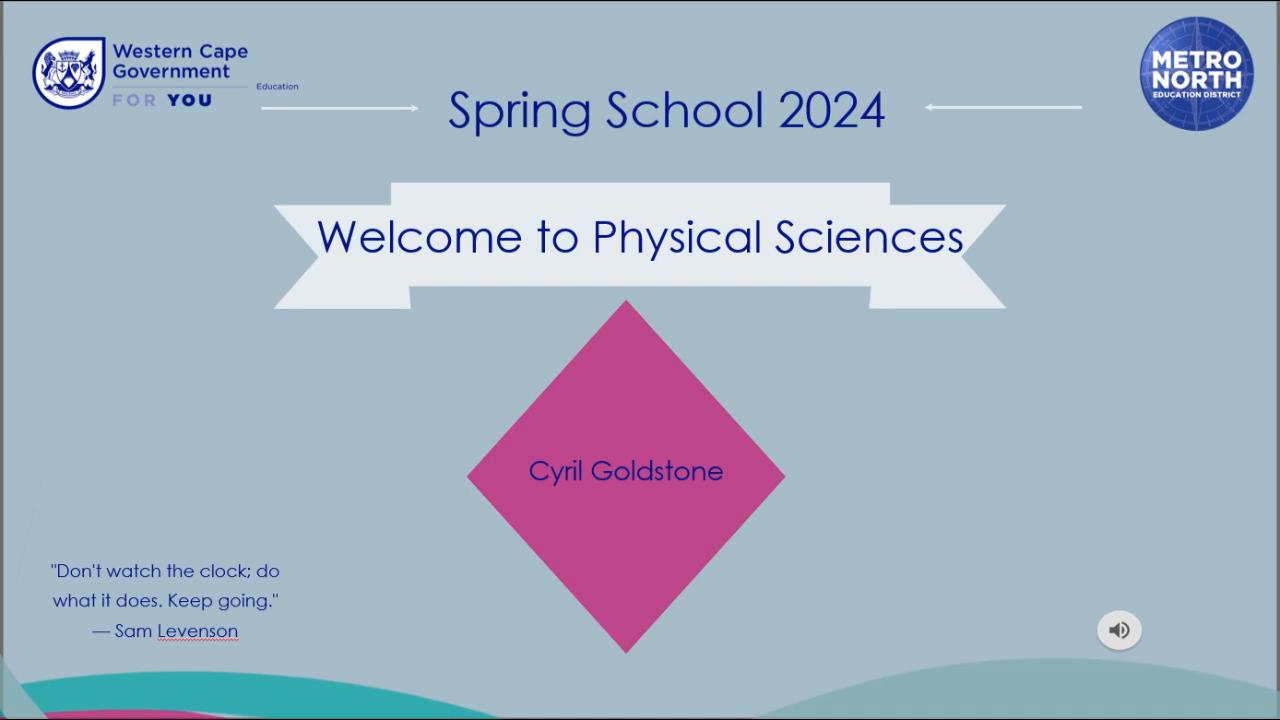 Western Cape
Government
Education
FOR YOU
METRO
NORTH
EDUCATION DISTRICT
Spring School 2024
Welcome to Physical Sciences
Cyril Goldstone
"Don't watch the clock; do
what it does. Keep going."
— Sam Levenson